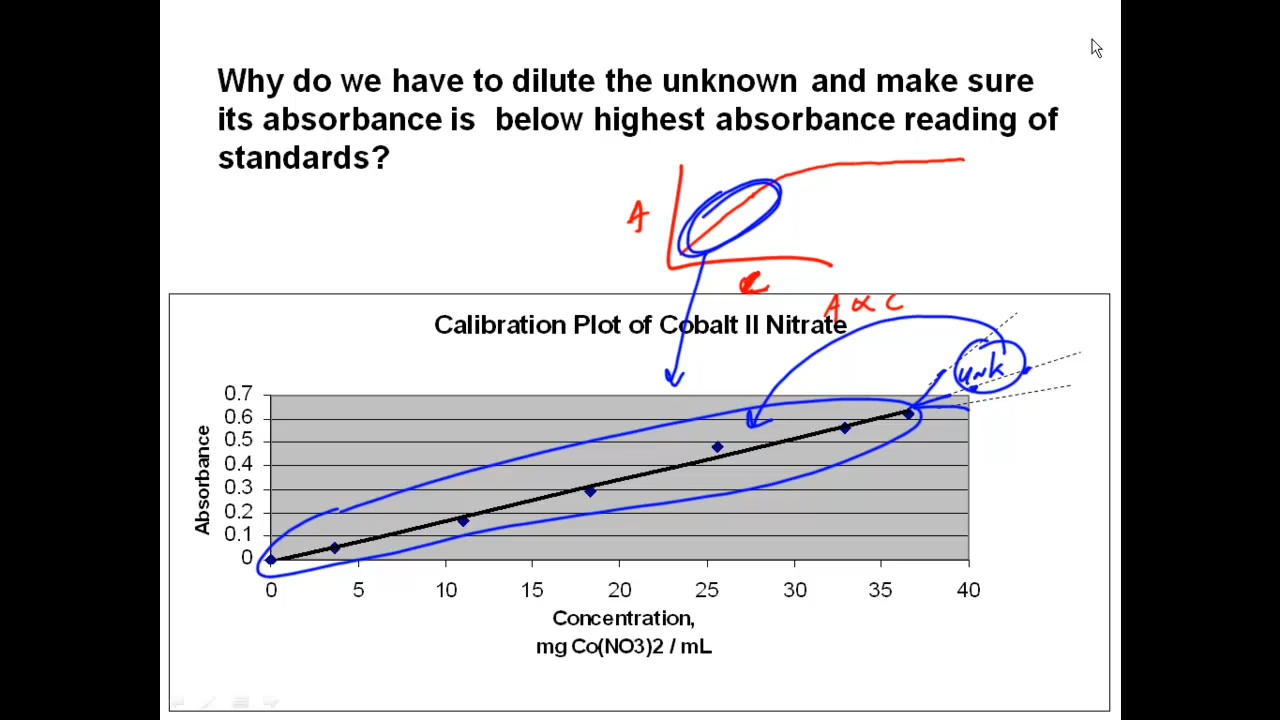 Why do we have to dilute the unknown and make sure
its absorbance is below highest absorbance reading of
standards?
A
c
A ∝ C
Calibration Plot of Cobalt II Nitrate
unk
0.7
0.6
0.5
0.4
0.3
0.2
0.1
0
Absorbance
0 5 10 15 20 25 30 35 40
Concentration,
mg Co(NO3)2 / mL